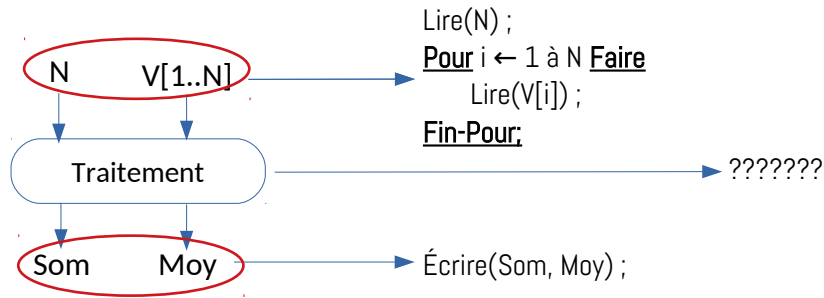 Lire(N) ;
Pour i ← 1 à N Faire
N V[1..N]
Lire(V[i]) ;
Fin-Pour;
Traitement
???????
Som Moy
Écrire(Som, Moy) ;